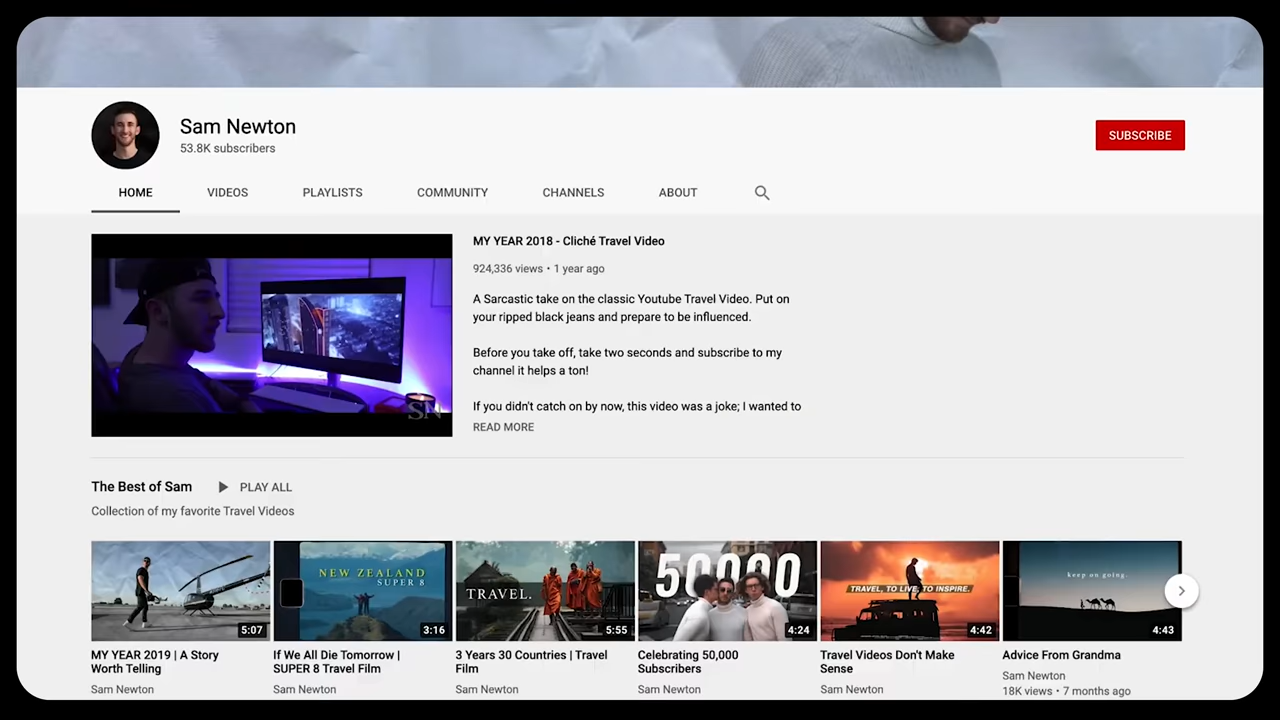 Sam Newton
53.8K subscribers
SUBSCRIBE
HOME VIDEOS PLAYLISTS COMMUNITY CHANNELS ABOUT
MY YEAR 2018 - Cliché Travel Video
924,336 views • 1 year ago
A Sarcastic take on the classic Youtube Travel Video. Put on
your ripped black jeans and prepare to be influenced.
Before you take off, take two seconds and subscribe to my
channel it helps a ton!
If you didn't catch on by now, this video was a joke; I wanted to
READ MORE
SN
The Best of Sam PLAY ALL
Collection of my favorite Travel Videos
5:07
MY YEAR 2019 | A Story
Worth Telling
Sam Newton
NEW ZEALAND
SUPER 8
3:16
If We All Die Tomorrow |
SUPER 8 Travel Film
Sam Newton
TRAVEL.
5:55
3 Years 30 Countries | Travel
Film
Sam Newton
50000
4:24
Celebrating 50,000
Subscribers
Sam Newton
TRAVEL, TO LIVE, TO INSPIRE.
4:42
Travel Videos Don't Make
Sense
Sam Newton
keep on going.
4:43
Advice From Grandma
Sam Newton
18K views • 7 months ago